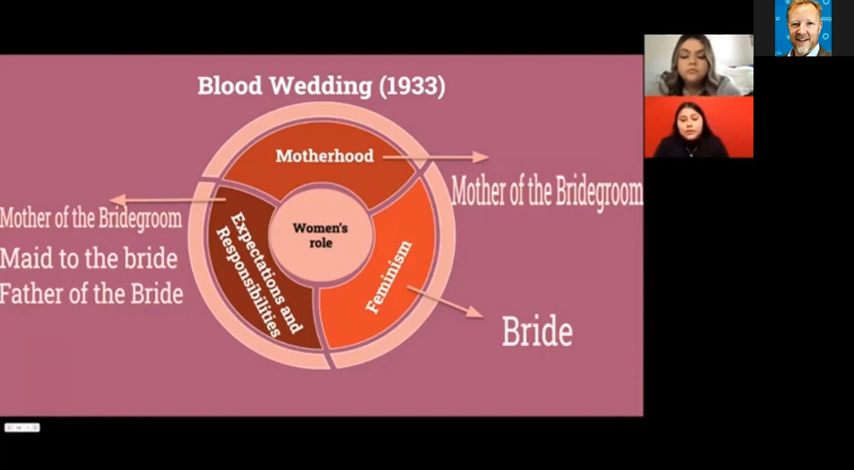 Blood Wedding (1933)
Motherhood
Mother of the Bridegroom
Mother of the Bridegroom
Maid to the bride
Father of the Bride
Expectations and
Responsibilities
Women's
role
Feminism
Bride